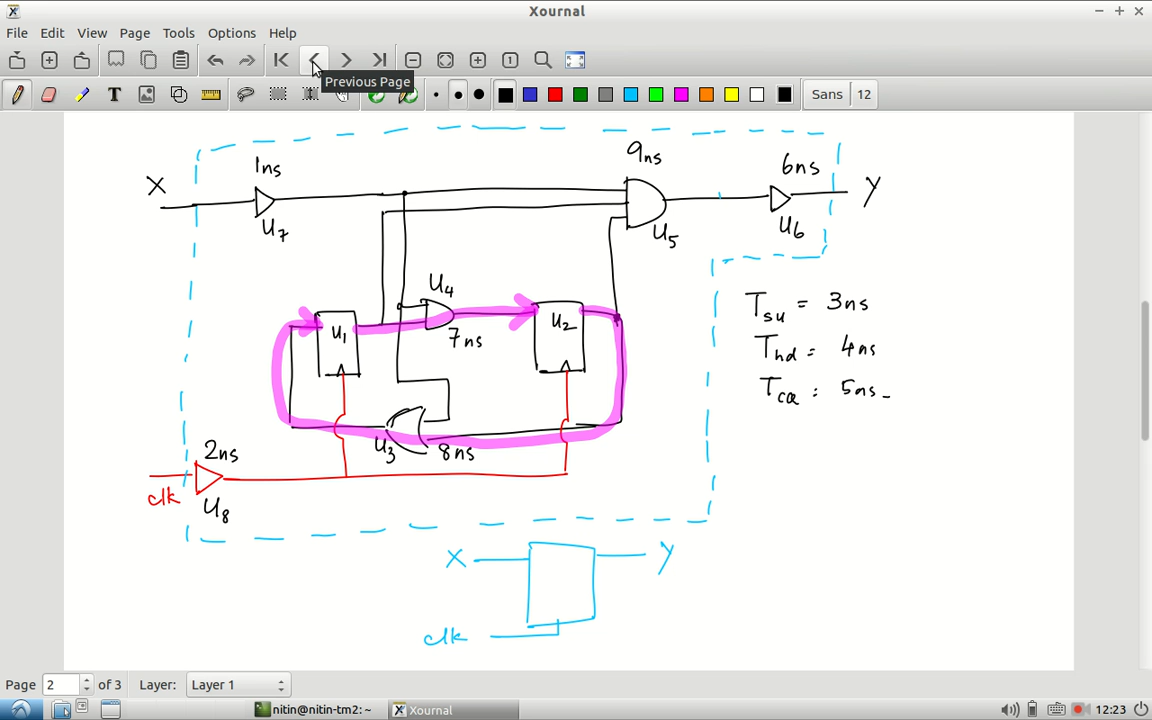 Xournal
File Edit View Page Tools Options Help
Previous Page
Sans 12
X
1ns
U7
9ns
U5
6ns
U6
Y
U4
7ns
U1
U2
U3
8ns
2ns
U8
clk
Tsu = 3ns
Thd = 4ns
TCQ : 5ns
X
Y
clk
Page 2 of 3 Layer: Layer 1
nitin@nitin-tm2: ~ Xournal 12:23